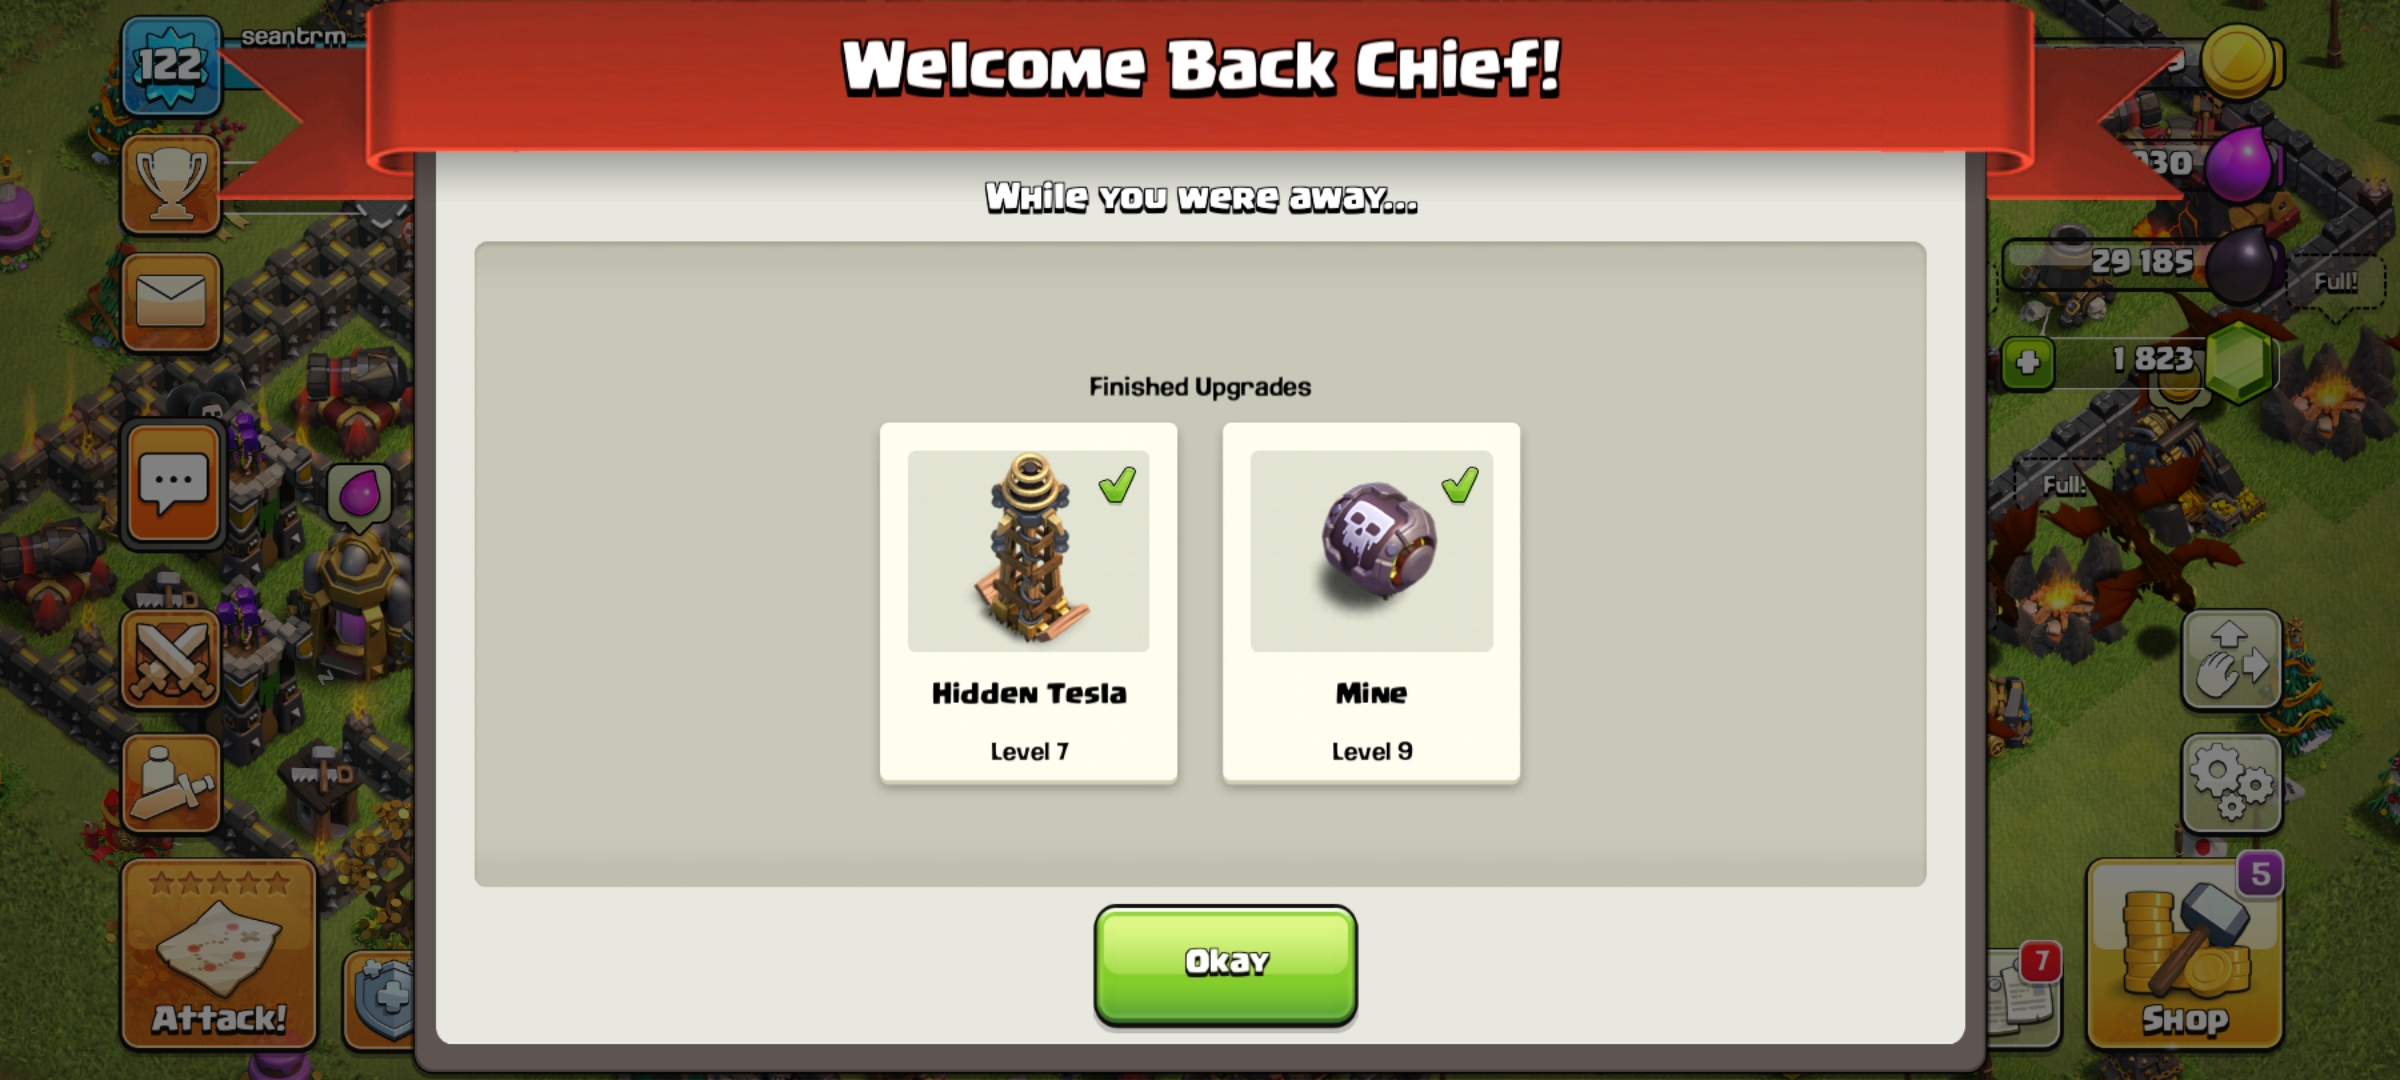 122
seantrm
Welcome Back Chief!
While you were away...
30
29 185
Full!
1 823
Finished Upgrades
Full!
Hidden Tesla
Level 7
Mine
Level 9
Okay
Attack!
5
7
Shop